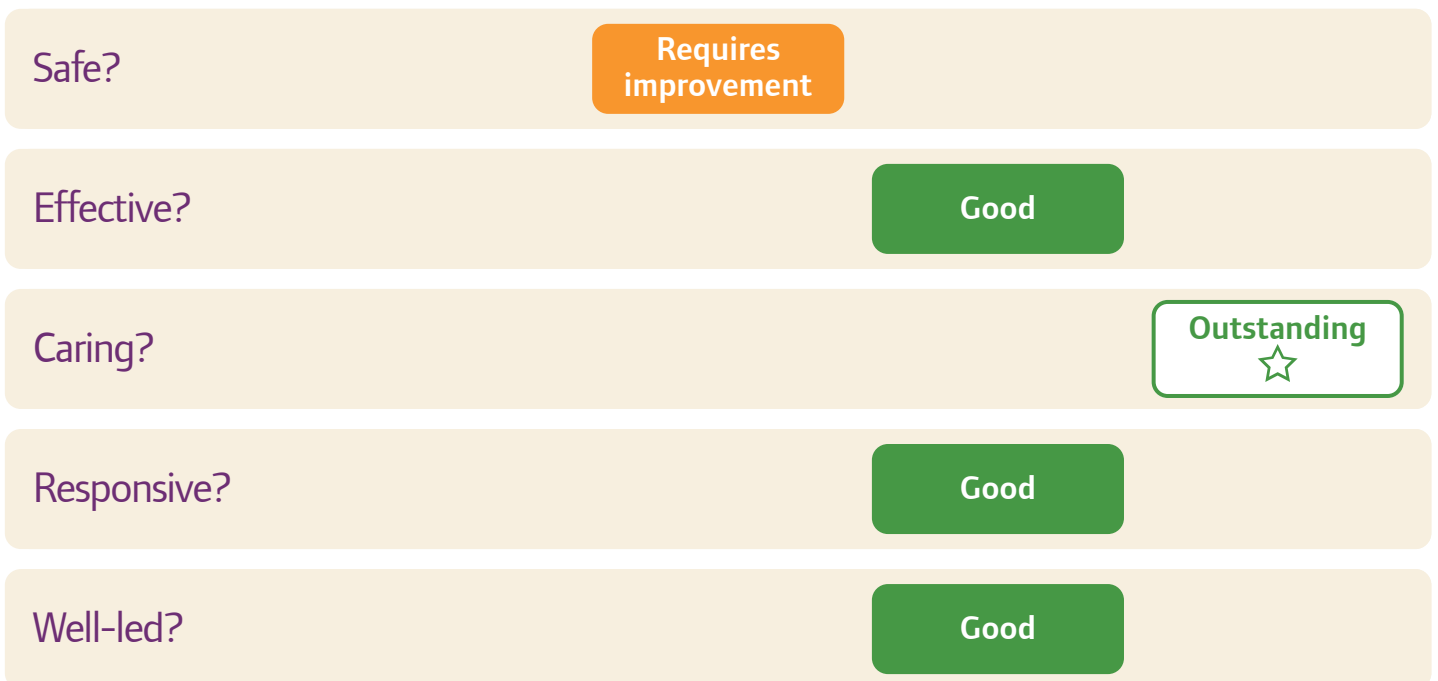 Safe?
Requires
improvement
Effective?
Good
Caring?
Outstanding
Responsive?
Good
Well-led?
Good